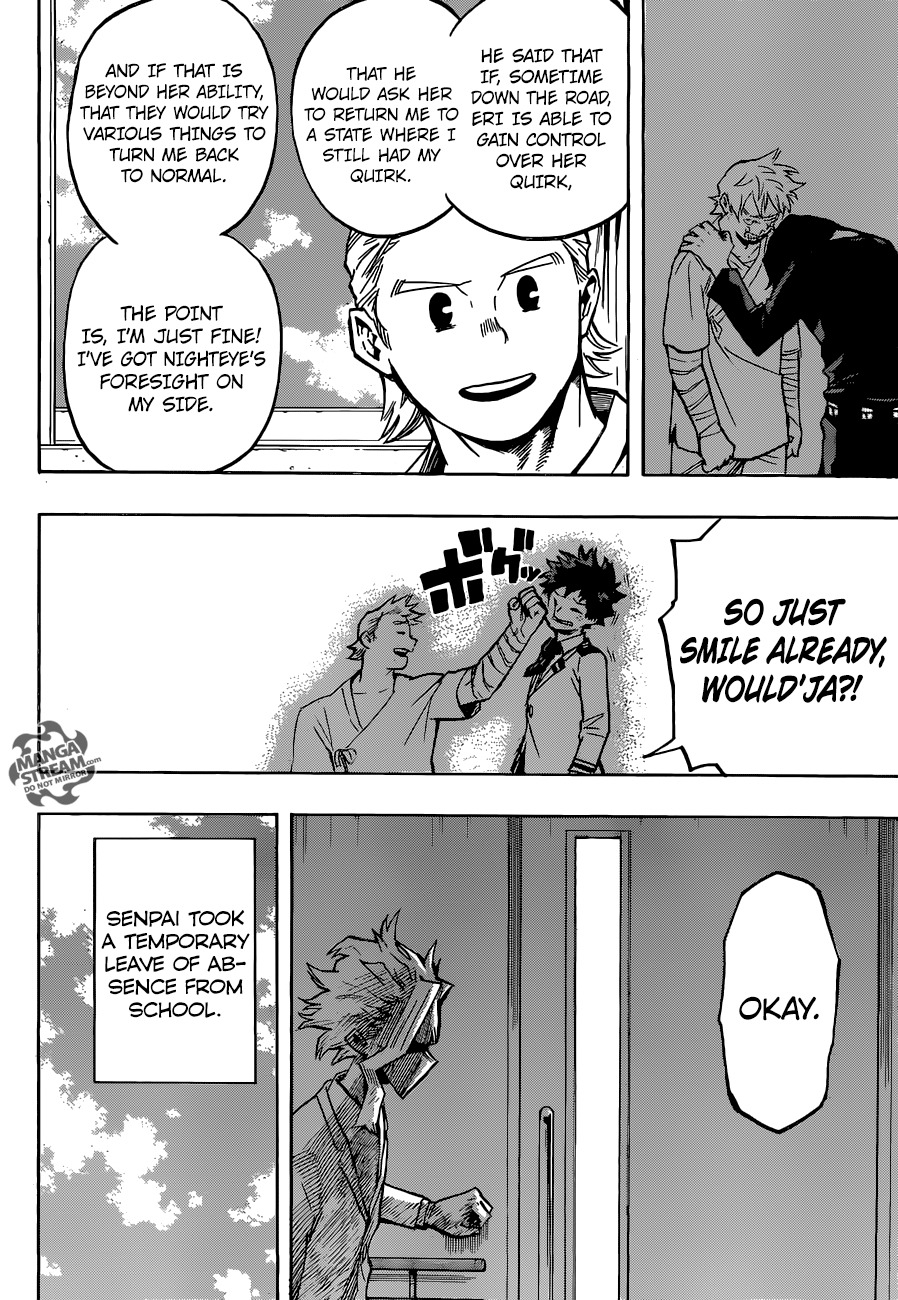 HE SAID THAT
IF, SOMETIME
DOWN THE ROAD,
ERI IS ABLE TO
GAIN CONTROL
OVER HER
QUIRK,
THAT HE
WOULD ASK HER
TO RETURN ME TO
A STATE WHERE I
STILL HAD MY
QUIRK.
AND IF THAT IS
BEYOND HER ABILITY,
THAT THEY WOULD TRY
VARIOUS THINGS TO
TURN ME BACK
TO NORMAL.
THE POINT
IS, I'M JUST FINE!
I'VE GOT NIGHTEYE'S
FORESIGHT ON
MY SIDE.
SO JUST
SMILE ALREADY,
WOULD'JA?!
ボグッ
MANGA
STREAM.com
DO NOT MIRROR
OKAY.
SENPAI TOOK
A TEMPORARY
LEAVE OF AB-
SENCE FROM
SCHOOL.